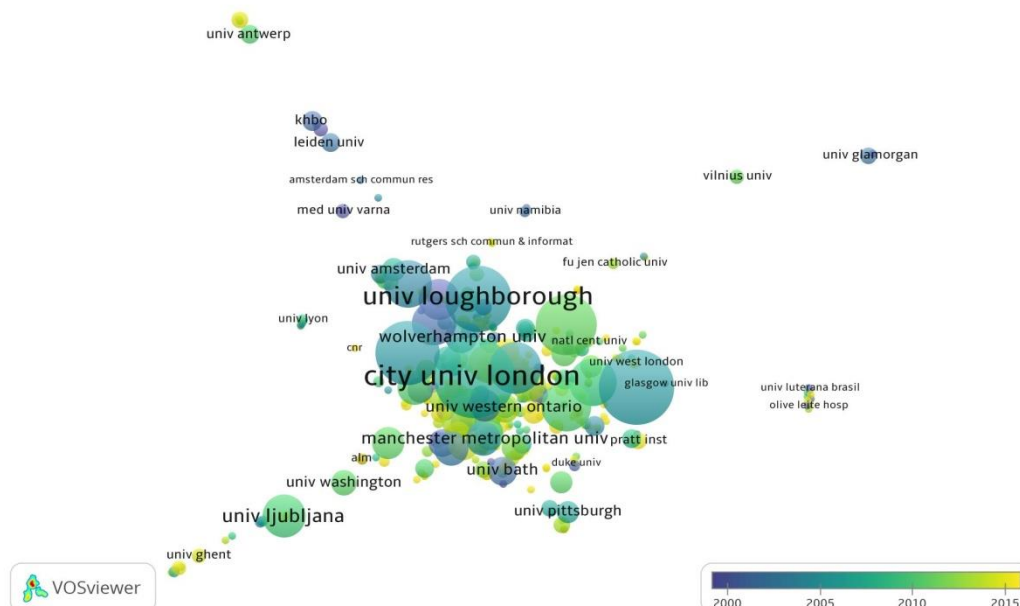 univ antwerp
khbo
leiden univ
univ glamorgan
vilnius univ
amsterdam sch commun res
med univ varna
univ namibia
rutgers sch commun & informat
fu jen catholic univ
univ amsterdam
univ loughborough
univ lyon
wolverhampton univ
natl cent univ
cnr
univ west london
city univ london
glasgow univ lib
univ luterana brasil
univ western ontario
olive leite hosp
manchester metropolitan univ
pratt inst
alm
univ bath
duke univ
univ washington
univ ljubljana
univ pittsburgh
univ ghent
VOSviewer
2000 2005 2010 2015